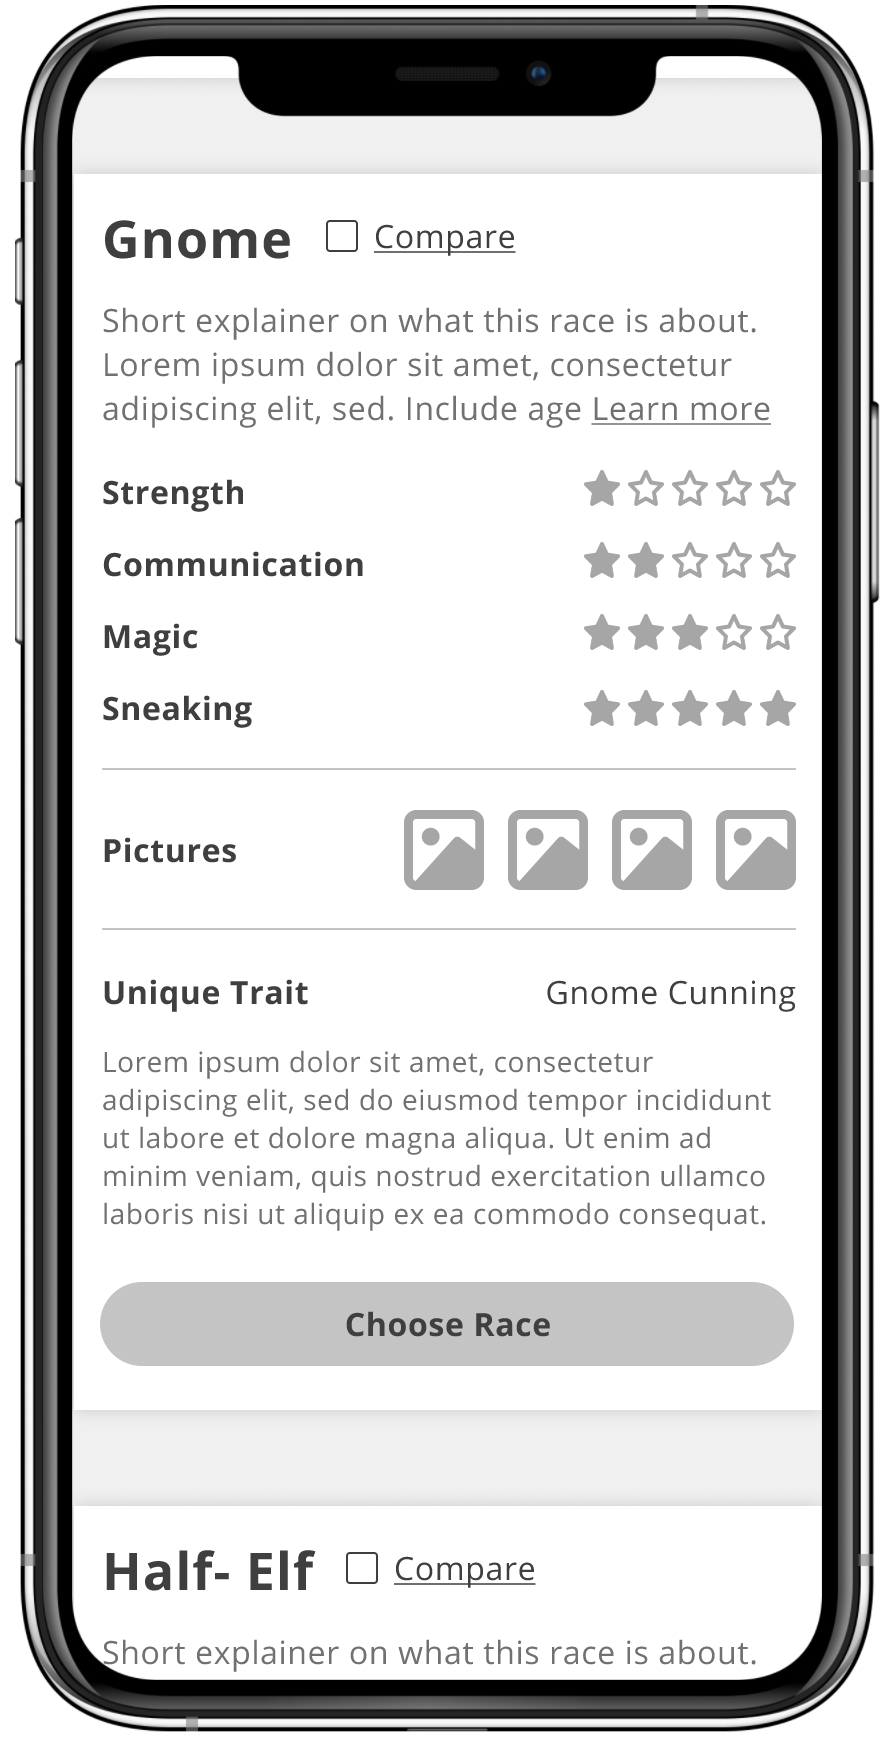 Gnome Compare
Short explainer on what this race is about.
Lorem ipsum dolor sit amet, consectetur
adipiscing elit, sed. Include age Learn more
Strength
Communication
Magic
Sneaking
Pictures
Unique Trait Gnome Cunning
Lorem ipsum dolor sit amet, consectetur
adipiscing elit, sed do eiusmod tempor incididunt
ut labore et dolore magna aliqua. Ut enim ad
minim veniam, quis nostrud exercitation ullamco
laboris nisi ut aliquip ex ea commodo consequat.
Choose Race
Half- Elf Compare
Short explainer on what this race is about.